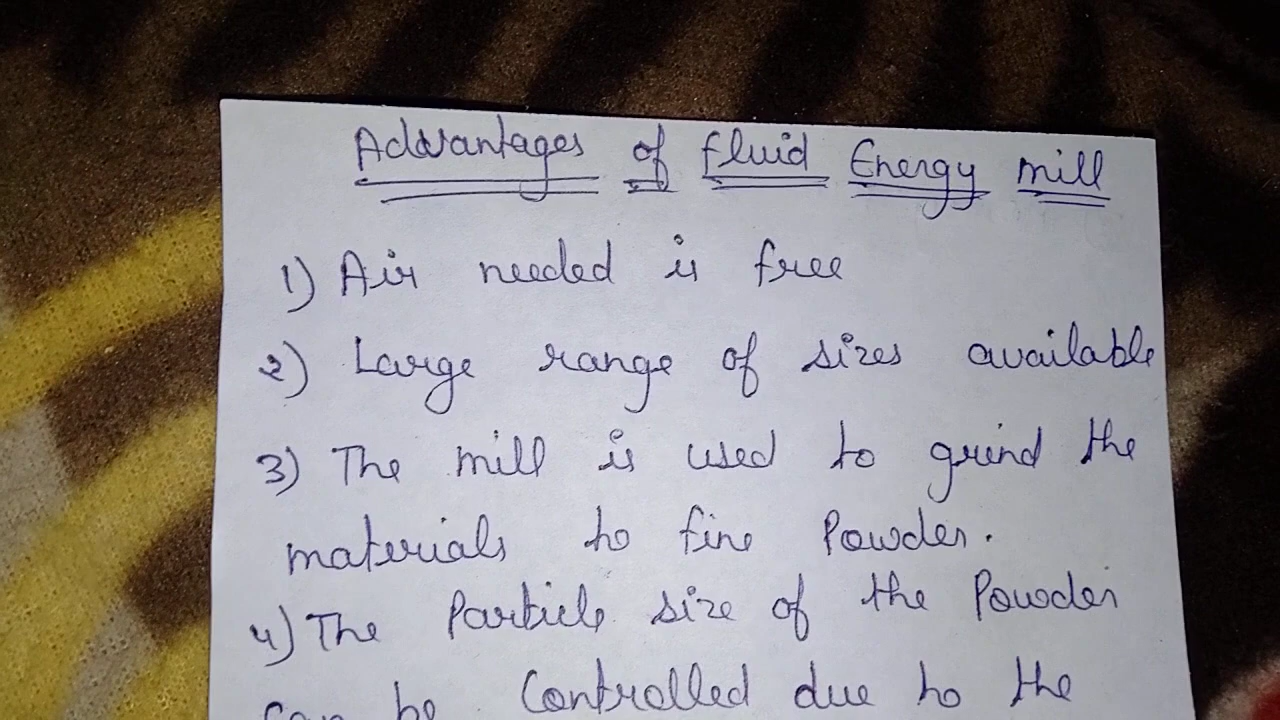 Advantages of fluid Energy mill
1) Air needed is free
2) Large range of sizes available
3) The mill is used to grind the
materials to fine Powder.
4) The Particle size of the Powder
can be Controlled due to the